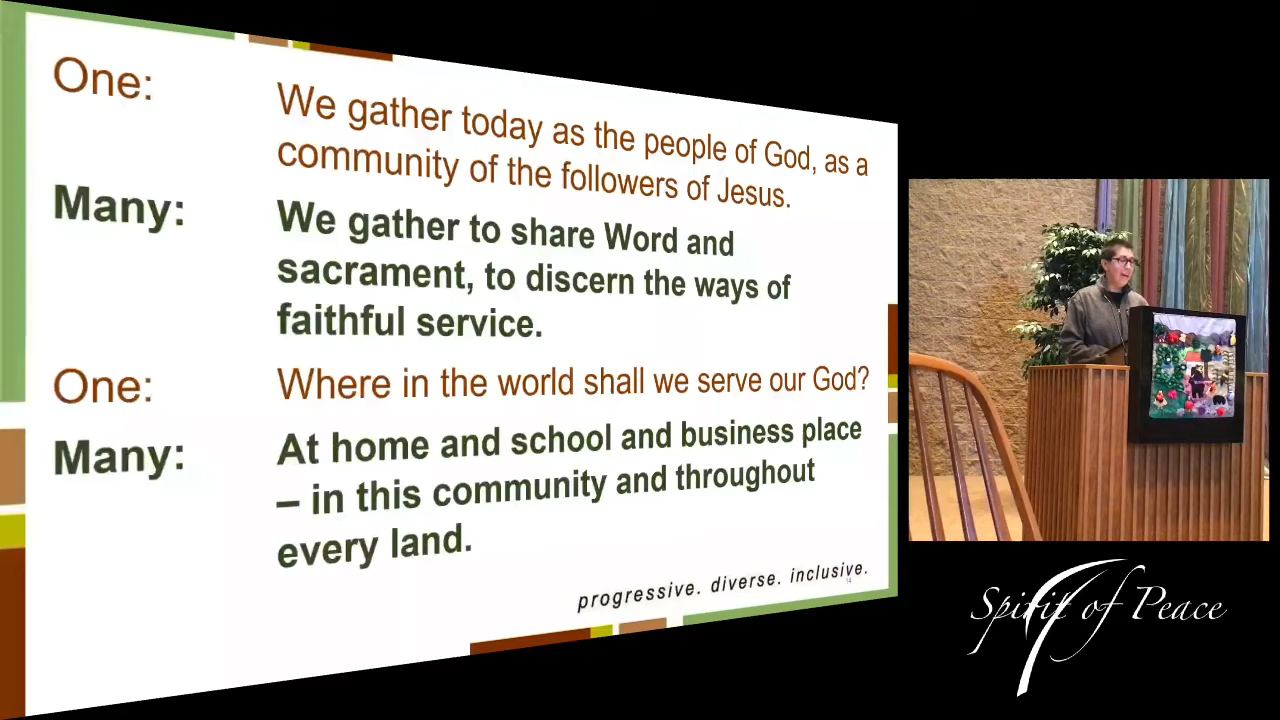 One:
We gather today as the people of God, as a
community of the followers of Jesus.
Many:
We gather to share Word and
sacrament, to discern the ways of
faithful service.
One:
Where in the world shall we serve our God?
Many:
At home and school and business place
– in this community and throughout
every land.
progressive. diverse. inclusive.
14
Spirit of Peace